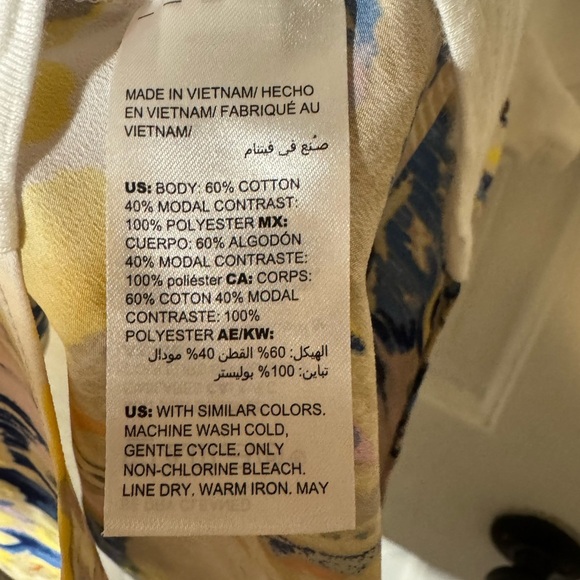 MADE IN VIETNAM/ HECHO
EN VIETNAM/ FABRIQUÉ AU
VIETNAM/
صُنع في فيتنام
US: BODY: 60% COTTON
40% MODAL CONTRAST:
100% POLYESTER MX:
CUERPO: 60% ALGODÓN
40% MODAL CONTRASTE:
100% poliéster CA: CORPS:
60% COTON 40% MODAL
CONTRASTE: 100%
POLYESTER AE/KW:
الهيكل: 60% القطن 40% مودال
تباين: 100% بوليستر
US: WITH SIMILAR COLORS.
MACHINE WASH COLD,
GENTLE CYCLE, ONLY
NON-CHLORINE BLEACH.
LINE DRY. WARM IRON. MAY